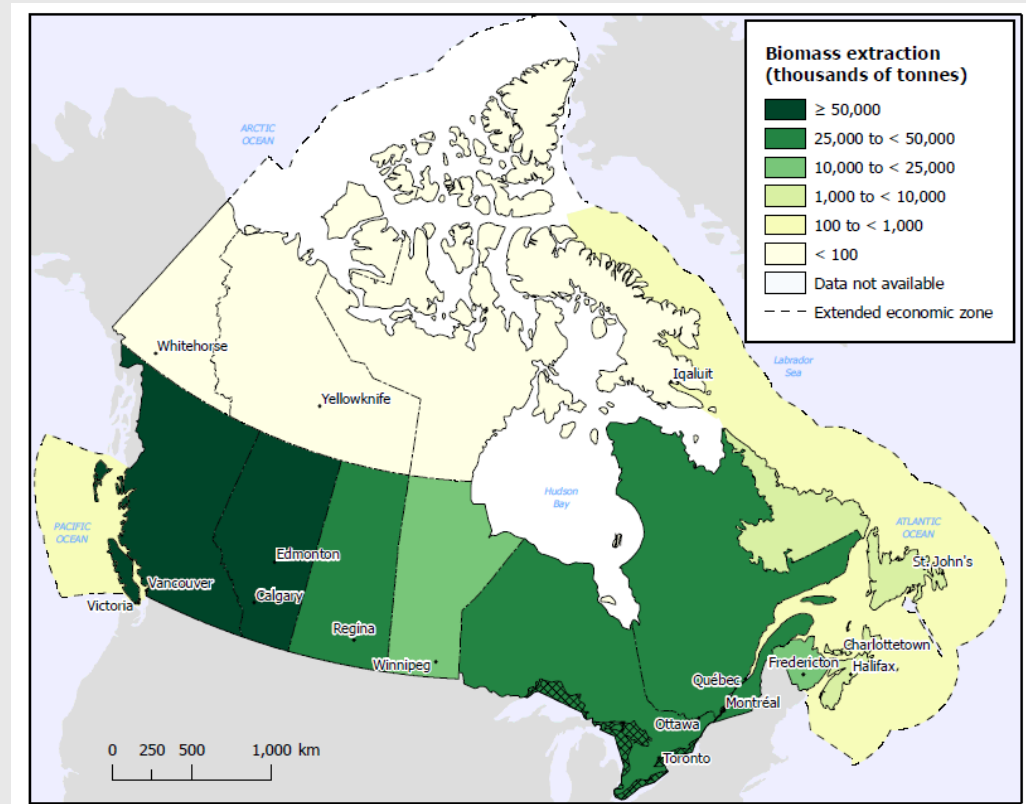 Biomass extraction
(thousands of tonnes)
≥ 50,000
25,000 to < 50,000
10,000 to < 25,000
1,000 to < 10,000
100 to < 1,000
< 100
Data not available
Extended economic zone
ARCTIC
OCEAN
Labrador
Sea
Whitehorse
Iqaluit
Yellowknife
Hudson
Bay
PACIFIC
OCEAN
ATLANTIC
OCEAN
Edmonton
St. John's
Vancouver
Calgary
Victoria
Regina
Charlottetown
Winnipeg
Fredericton
Halifax
Québec
Montréal
Ottawa
Toronto
0 250 500 1,000 km